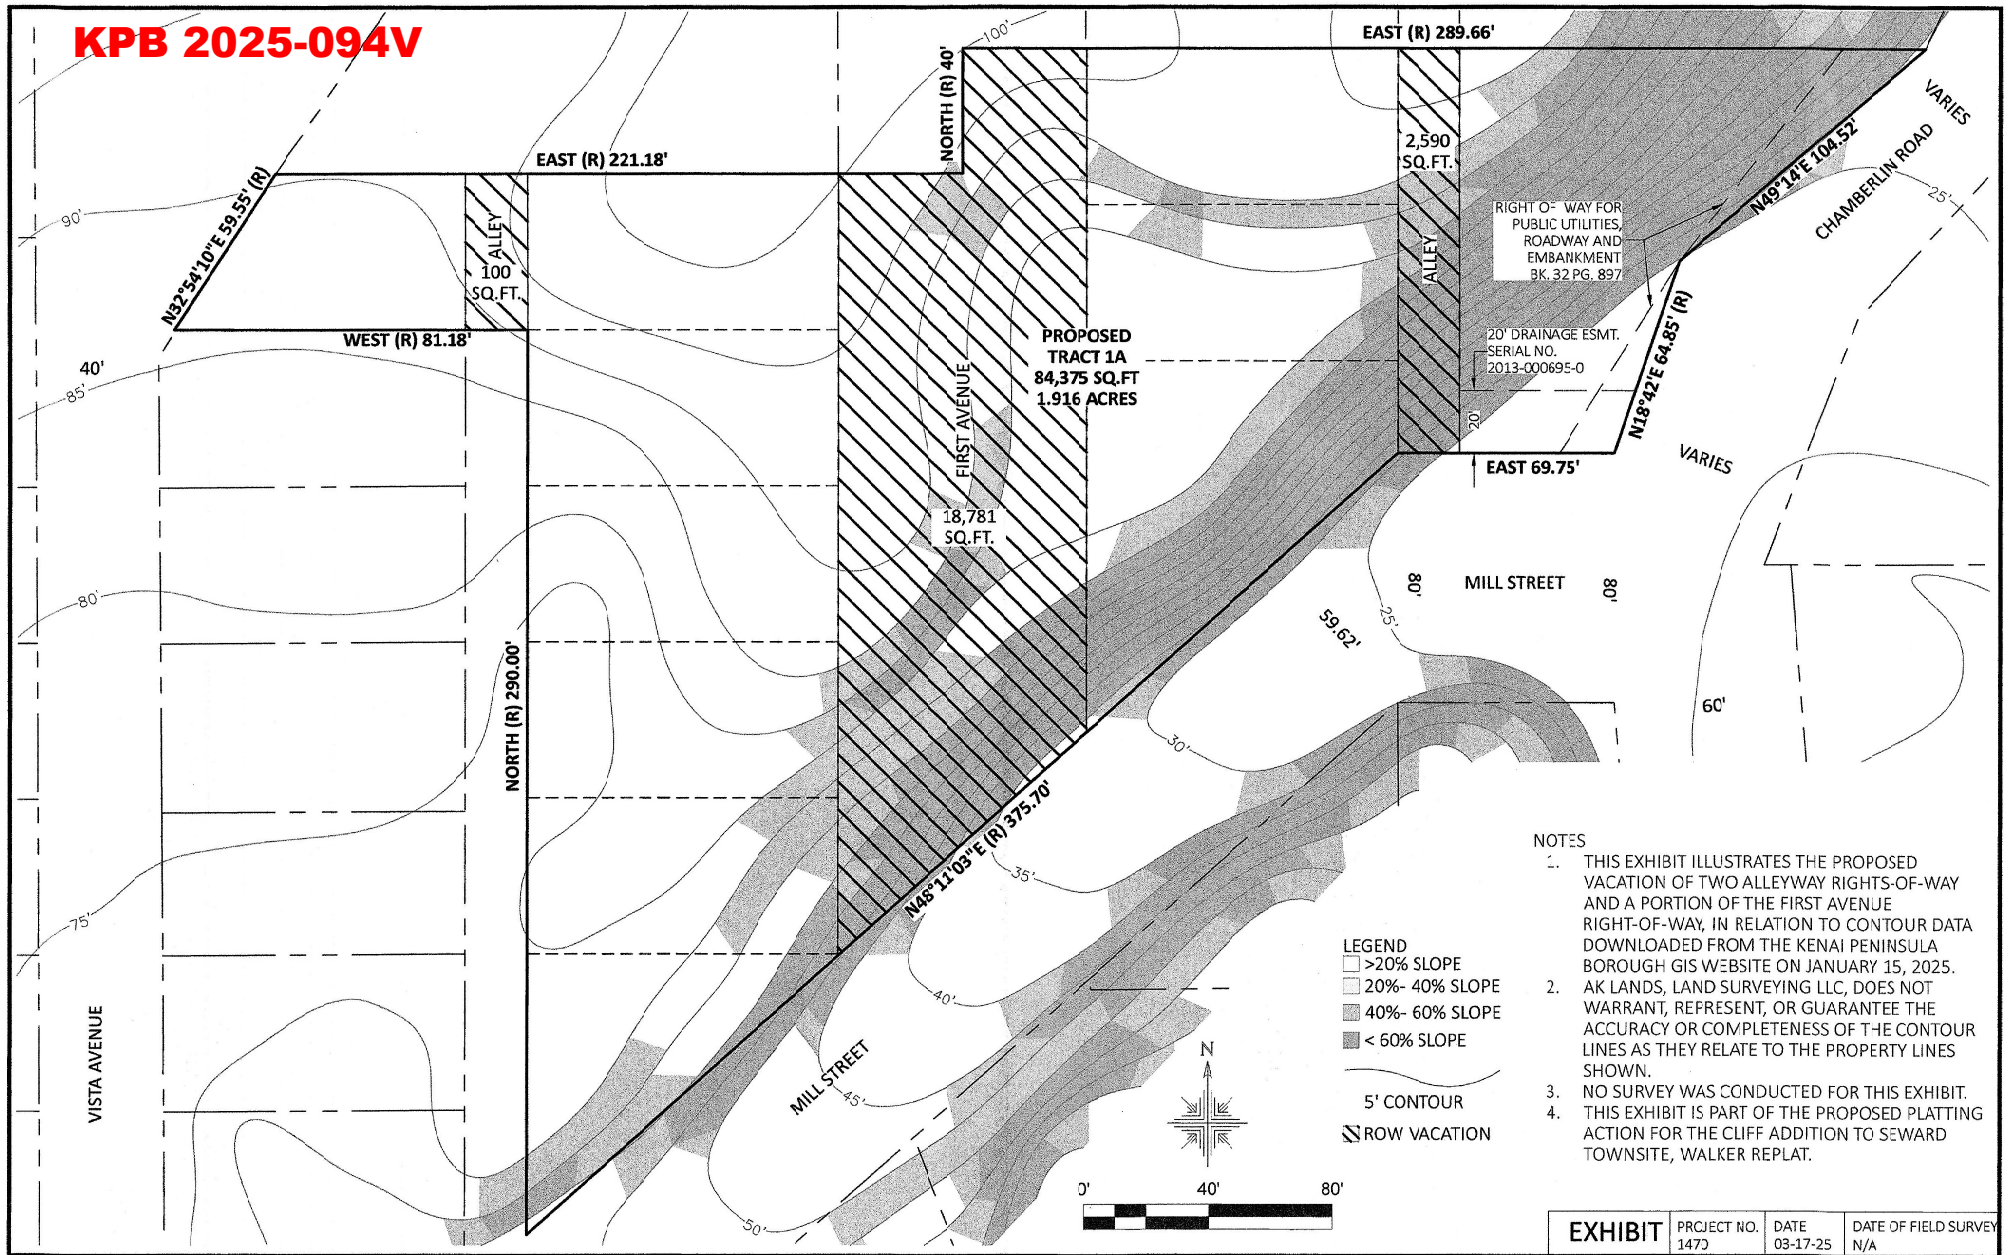 KPB 2025-094V
100'
EAST (R) 289.66'
NORTH (R) 40'
VARIES
CHAMBERLIN ROAD
N49°14'E 104.52'
25'
EAST (R) 221.18'
2,590
SQ.FT.
ALLEY
RIGHT OF WAY FOR
PUBLIC UTILITIES,
ROADWAY AND
EMBANKMENT
BK. 32 PG. 897
90'
N32°54'10"E 59.55' (R)
ALLEY
100
SQ.FT.
WEST (R) 81.18'
40'
85'
FIRST AVENUE
PROPOSED
TRACT 1A
84,375 SQ.FT
1.916 ACRES
20' DRAINAGE ESMT.
SERIAL NO.
2013-000695-0
20'
N18°42'E 64.85' (R)
EAST 69.75'
VARIES
18,781
SQ.FT.
80'
MILL STREET
80'
80'
59.62'
25'
NORTH (R) 290.00'
60'
30'
N48°11'03"E (R) 375.70'
35'
75'
40'
VISTA AVENUE
MILL STREET
45'
50'
LEGEND
>20% SLOPE
20%- 40% SLOPE
40%- 60% SLOPE
< 60% SLOPE
5' CONTOUR
ROW VACATION
N
0' 40' 80'
NOTES
1. THIS EXHIBIT ILLUSTRATES THE PROPOSED
VACATION OF TWO ALLEYWAY RIGHTS-OF-WAY
AND A PORTION OF THE FIRST AVENUE
RIGHT-OF-WAY, IN RELATION TO CONTOUR DATA
DOWNLOADED FROM THE KENAI PENINSULA
BOROUGH GIS WEBSITE ON JANUARY 15, 2025.
2. AK LANDS, LAND SURVEYING LLC, DOES NOT
WARRANT, REPRESENT, OR GUARANTEE THE
ACCURACY OR COMPLETENESS OF THE CONTOUR
LINES AS THEY RELATE TO THE PROPERTY LINES
SHOWN.
3. NO SURVEY WAS CONDUCTED FOR THIS EXHIBIT.
4. THIS EXHIBIT IS PART OF THE PROPOSED PLATTING
ACTION FOR THE CLIFF ADDITION TO SEWARD
TOWNSITE, WALKER REPLAT.
EXHIBIT
PROJECT NO.
1470
DATE
03-17-25
DATE OF FIELD SURVEY
N/A